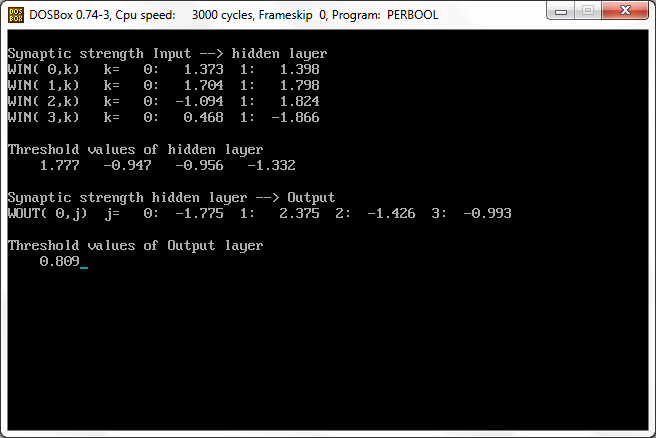 DOS BOX DOSBox 0.74-3, Cpu speed: 3000 cycles, Frameskip 0, Program: PERBOOL
Synaptic strength Input --> hidden layer
WIN( 0,k) k= 0: 1.373 1: 1.398
WIN( 1,k) k= 0: 1.704 1: 1.798
WIN( 2,k) k= 0: -1.094 1: 1.824
WIN( 3,k) k= 0: 0.468 1: -1.866
Threshold values of hidden layer
1.777 -0.947 -0.956 -1.332
Synaptic strength hidden layer --> Output
WOUT( 0,j) j= 0: -1.775 1: 2.375 2: -1.426 3: -0.993
Threshold values of Output layer
0.809_